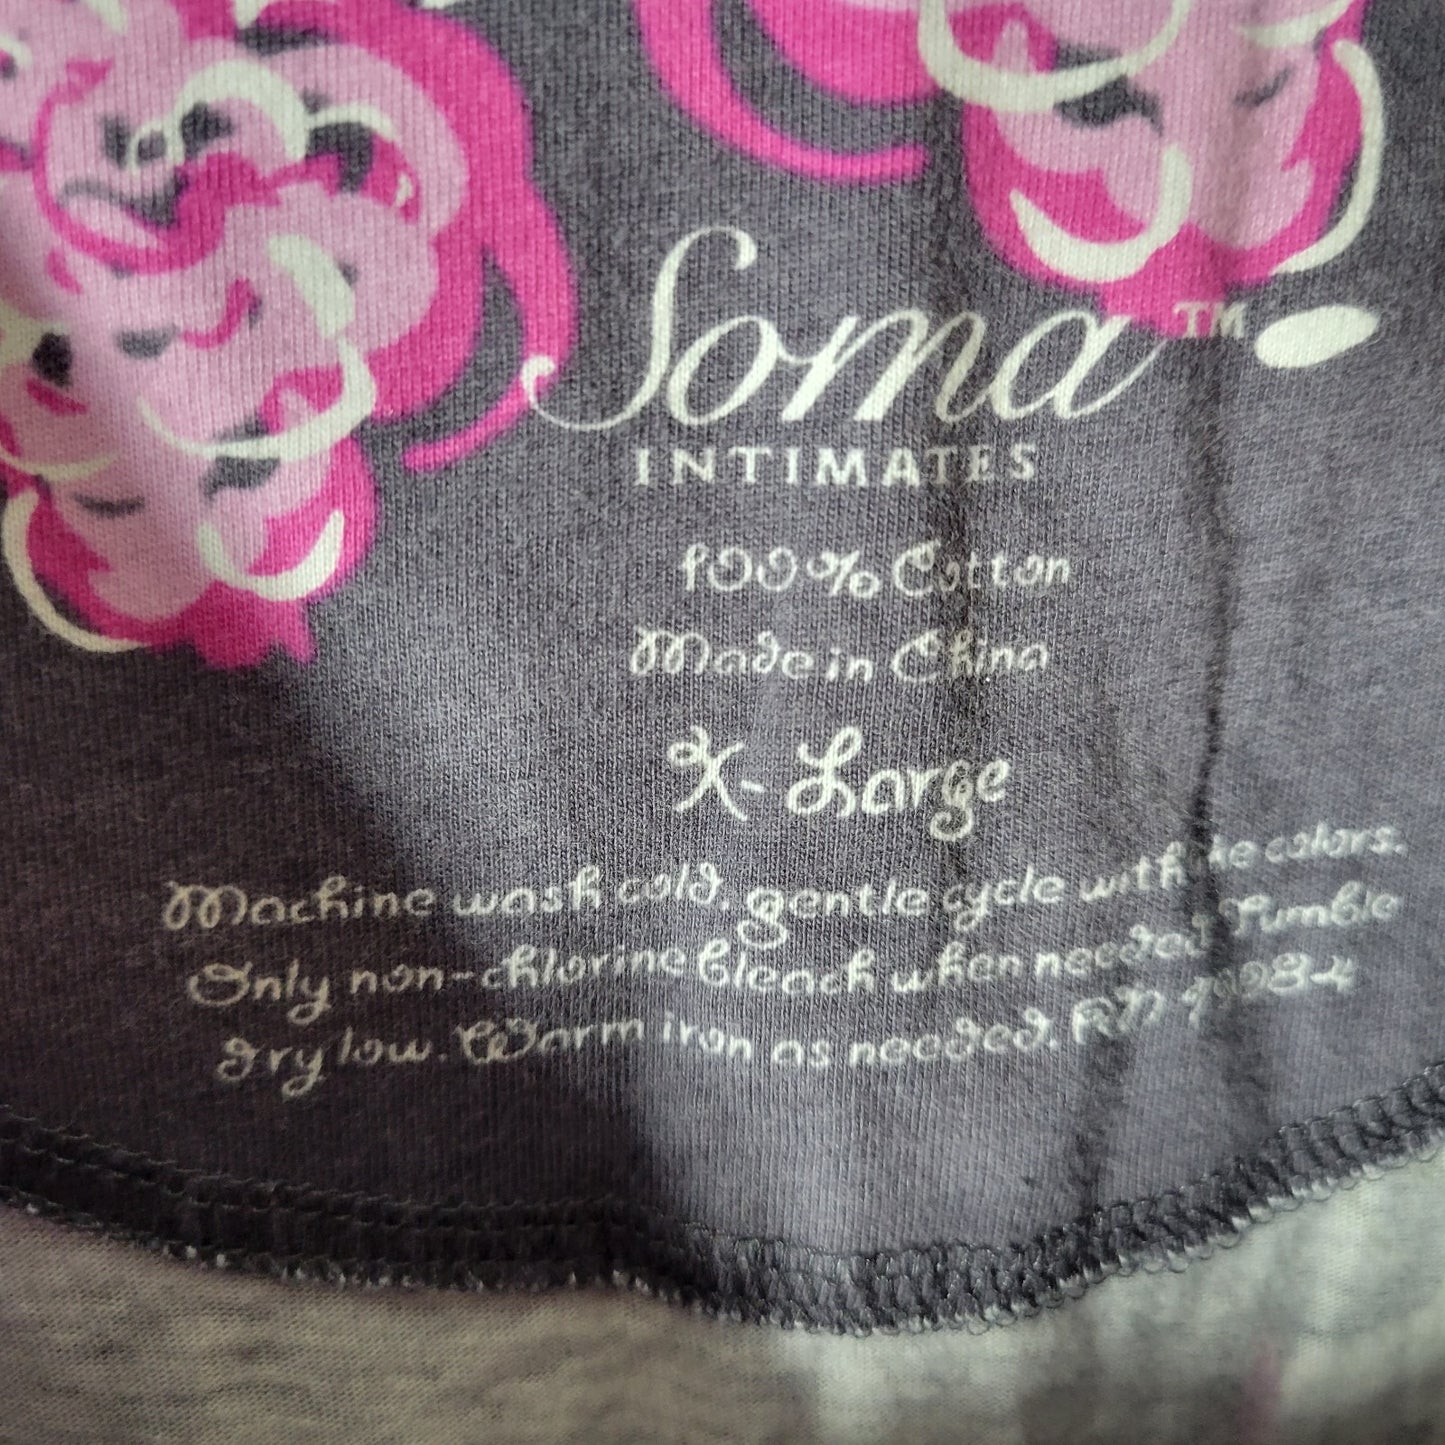 Soma™
INTIMATES
100% Cotton
Made in China
X-Large
Machine wash cold. gentle cycle with like colors.
Only non-chlorine bleach when needed Tumble
dry low. Warm iron as needed. RN